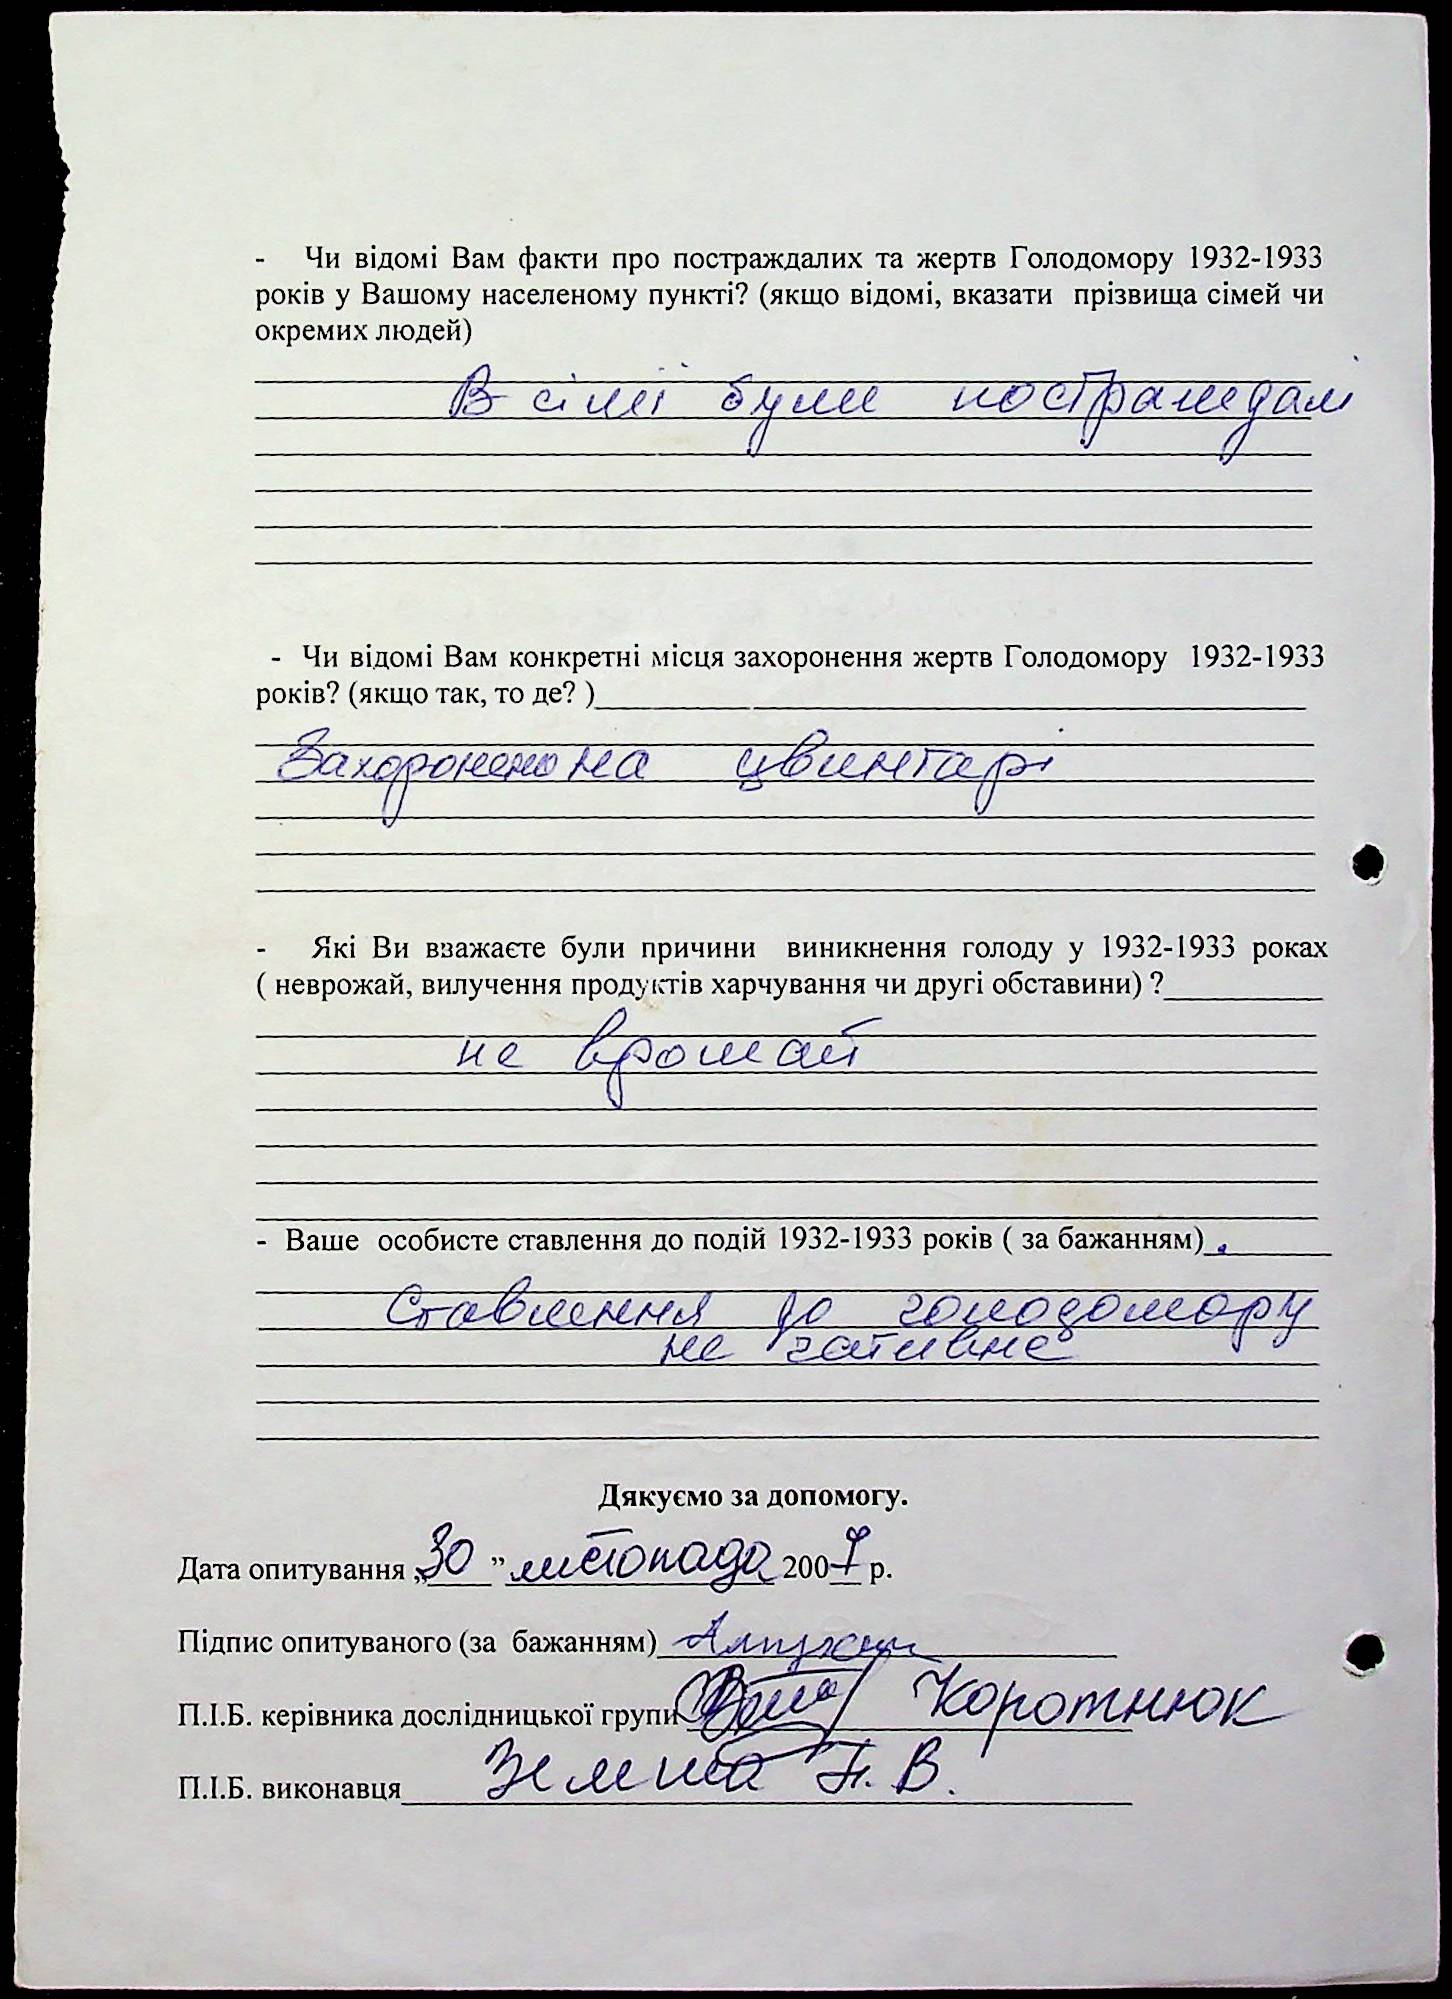 - Чи відомі Вам факти про постраждалих та жертв Голодомору 1932-1933
років у Вашому населеному пункті? (якщо відомі, вказати прізвища сімей чи
окремих людей)
В сімї були постраждалі
- Чи відомі Вам конкретні місця захоронення жертв Голодомору 1932-1933
років? (якщо так, то де? )
Захоронено на цвинтарі
- Які Ви вважаєте були причини виникнення голоду у 1932-1933 роках
( неврожай, вилучення продуктів харчування чи другі обставини) ?
не врожай
- Ваше особисте ставлення до подій 1932-1933 років ( за бажанням)
Ставлення до голодомору
не гативне
Дякуємо за допомогу.
Дата опитування „30 ” листопада 2007 р.
Підпис опитуваного (за бажанням)
П.І.Б. керівника дослідницької групи Коротнюк
П.І.Б. виконавця В.